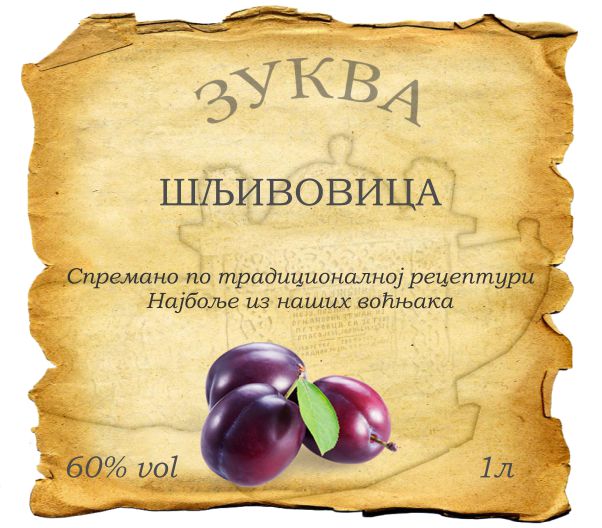 ЗУКВА
ШЉИВОВИЦА
Спремано по традиционалној рецептури
Најбоље из наших воћњака
60% vol
1л